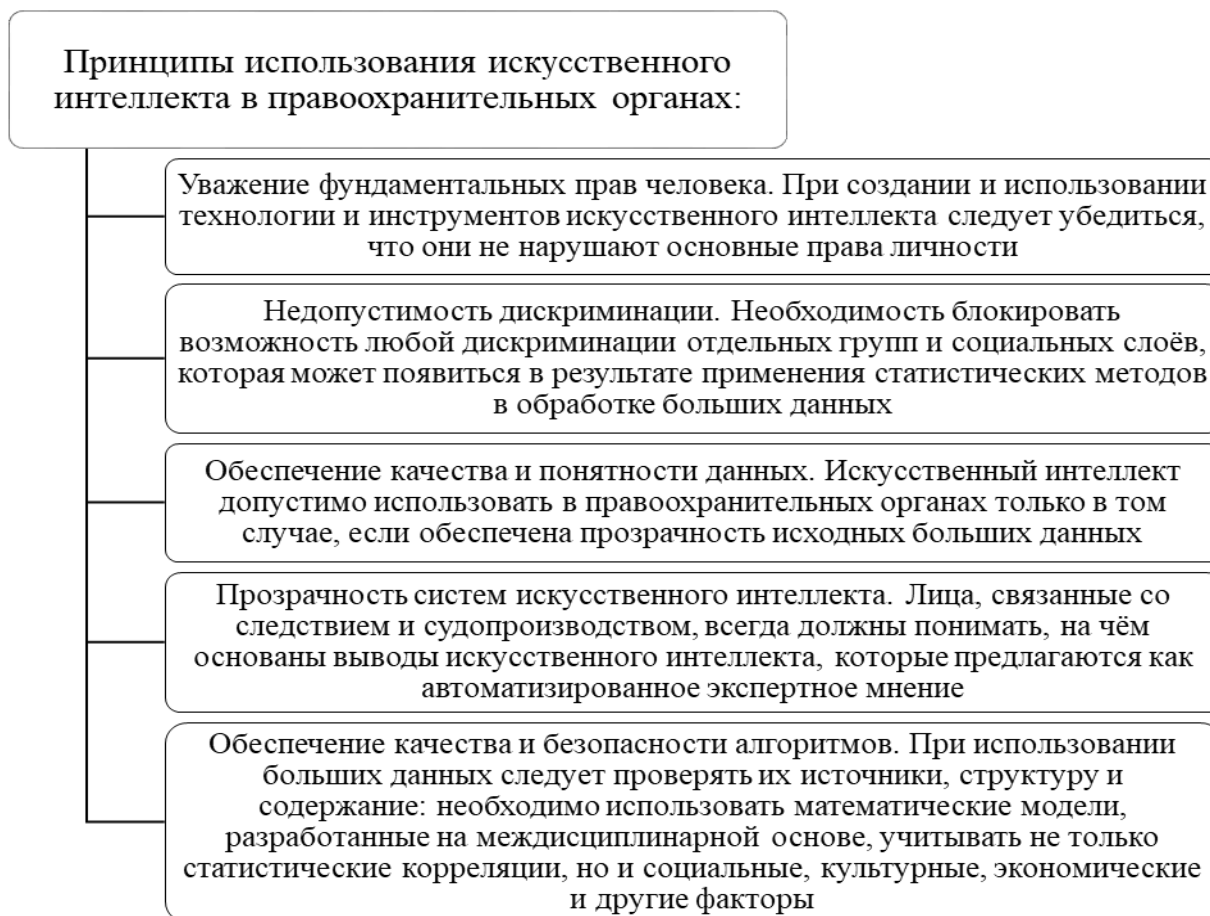 Принципы использования искусственного
интеллекта в правоохранительных органах:
Уважение фундаментальных прав человека. При создании и использовании
технологии и инструментов искусственного интеллекта следует убедиться,
что они не нарушают основные права личности
Недопустимость дискриминации. Необходимость блокировать
возможность любой дискриминации отдельных групп и социальных слоёв,
которая может появиться в результате применения статистических методов
в обработке больших данных
Обеспечение качества и понятности данных. Искусственный интеллект
допустимо использовать в правоохранительных органах только в том
случае, если обеспечена прозрачность исходных больших данных
Прозрачность систем искусственного интеллекта. Лица, связанные со
следствием и судопроизводством, всегда должны понимать, на чём
основаны выводы искусственного интеллекта, которые предлагаются как
автоматизированное экспертное мнение
Обеспечение качества и безопасности алгоритмов. При использовании
больших данных следует проверять их источники, структуру и
содержание: необходимо использовать математические модели,
разработанные на междисциплинарной основе, учитывать не только
статистические корреляции, но и социальные, культурные, экономические
и другие факторы